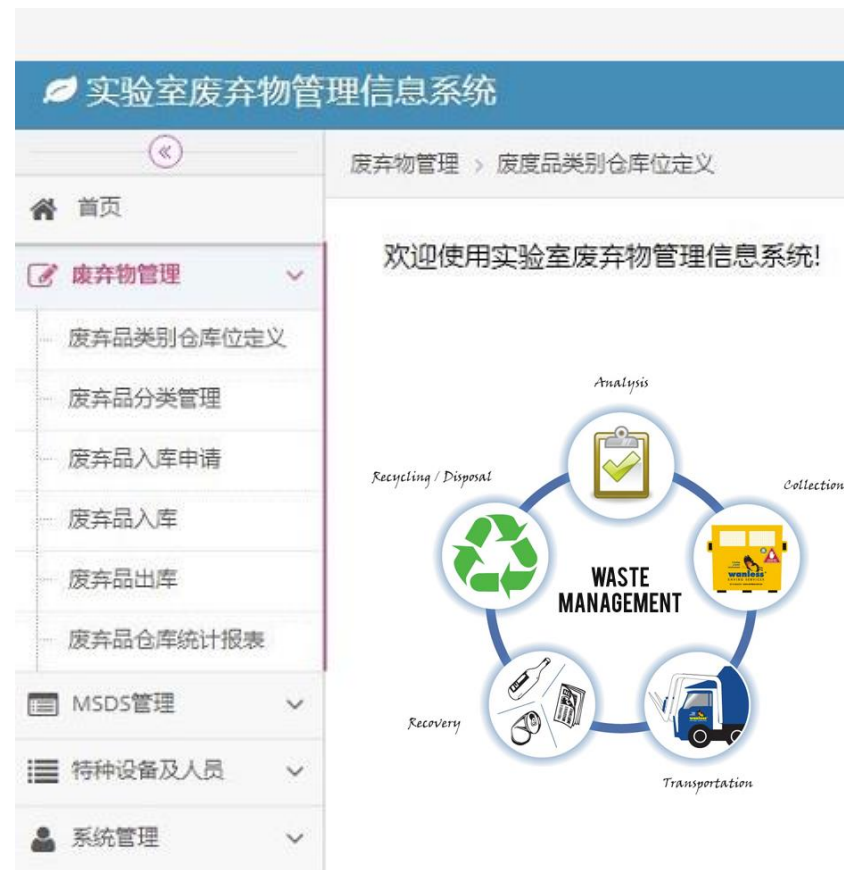 实验室废弃物管理信息系统
废弃物管理 > 废度品类别仓库位定义
首页
废弃物管理
废弃品类别仓库位定义
废弃品分类管理
废弃品入库申请
废弃品入库
废弃品出库
废弃品仓库统计报表
MSDS管理
特种设备及人员
系统管理
欢迎使用实验室废弃物管理信息系统!
Analysis
Recycling / Disposal
Collection
wanless
WASTE
MANAGEMENT
Recovery
Transportation